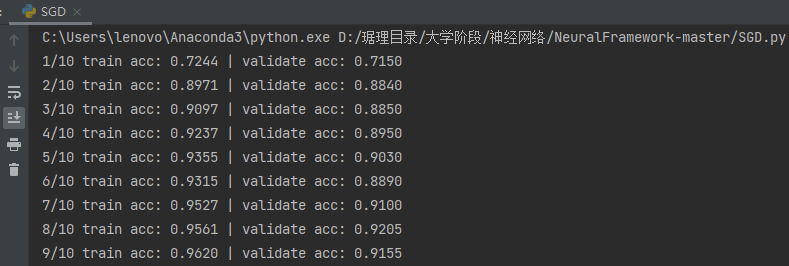 SGD
C:\Users\lenovo\Anaconda3\python.exe D:/琚理目录/大学阶段/神经网络/NeuralFramework-master/SGD.py
1/10 train acc: 0.7244 | validate acc: 0.7150
2/10 train acc: 0.8971 | validate acc: 0.8840
3/10 train acc: 0.9097 | validate acc: 0.8850
4/10 train acc: 0.9237 | validate acc: 0.8950
5/10 train acc: 0.9355 | validate acc: 0.9030
6/10 train acc: 0.9315 | validate acc: 0.8890
7/10 train acc: 0.9527 | validate acc: 0.9100
8/10 train acc: 0.9561 | validate acc: 0.9205
9/10 train acc: 0.9620 | validate acc: 0.9155